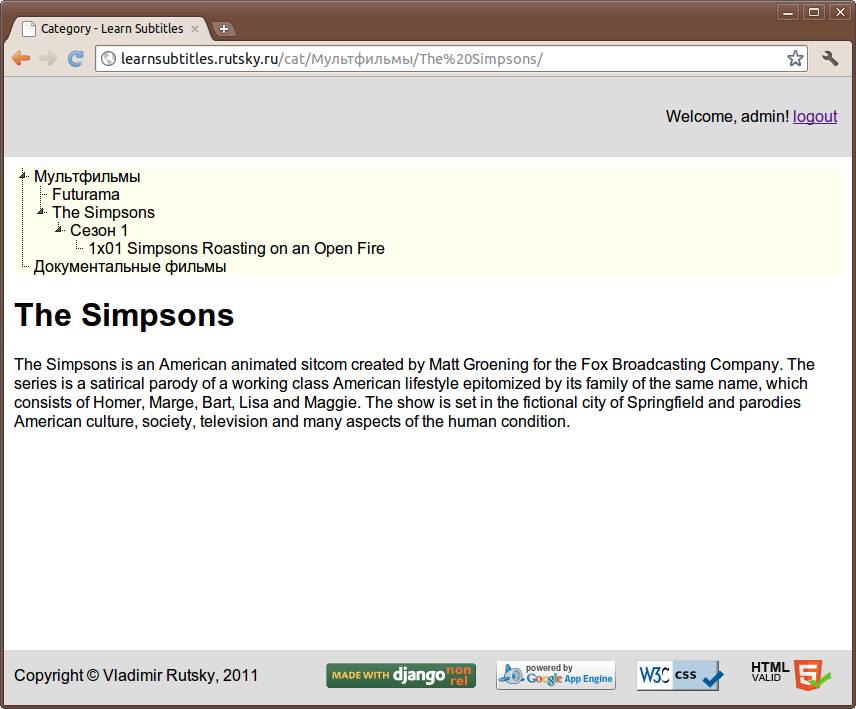 Category - Learn Subtitles
learnsubtitles.rutsky.ru/cat/Мультфильмы/The%20Simpsons/
Welcome, admin! logout
Мультфильмы
Futurama
The Simpsons
Сезон 1
1x01 Simpsons Roasting on an Open Fire
Документальные фильмы
The Simpsons
The Simpsons is an American animated sitcom created by Matt Groening for the Fox Broadcasting Company. The
series is a satirical parody of a working class American lifestyle epitomized by its family of the same name, which
consists of Homer, Marge, Bart, Lisa and Maggie. The show is set in the fictional city of Springfield and parodies
American culture, society, television and many aspects of the human condition.
Copyright © Vladimir Rutsky, 2011
MADE WITH django non rel
powered by
Google App Engine
W3C css
HTML
VALID
5